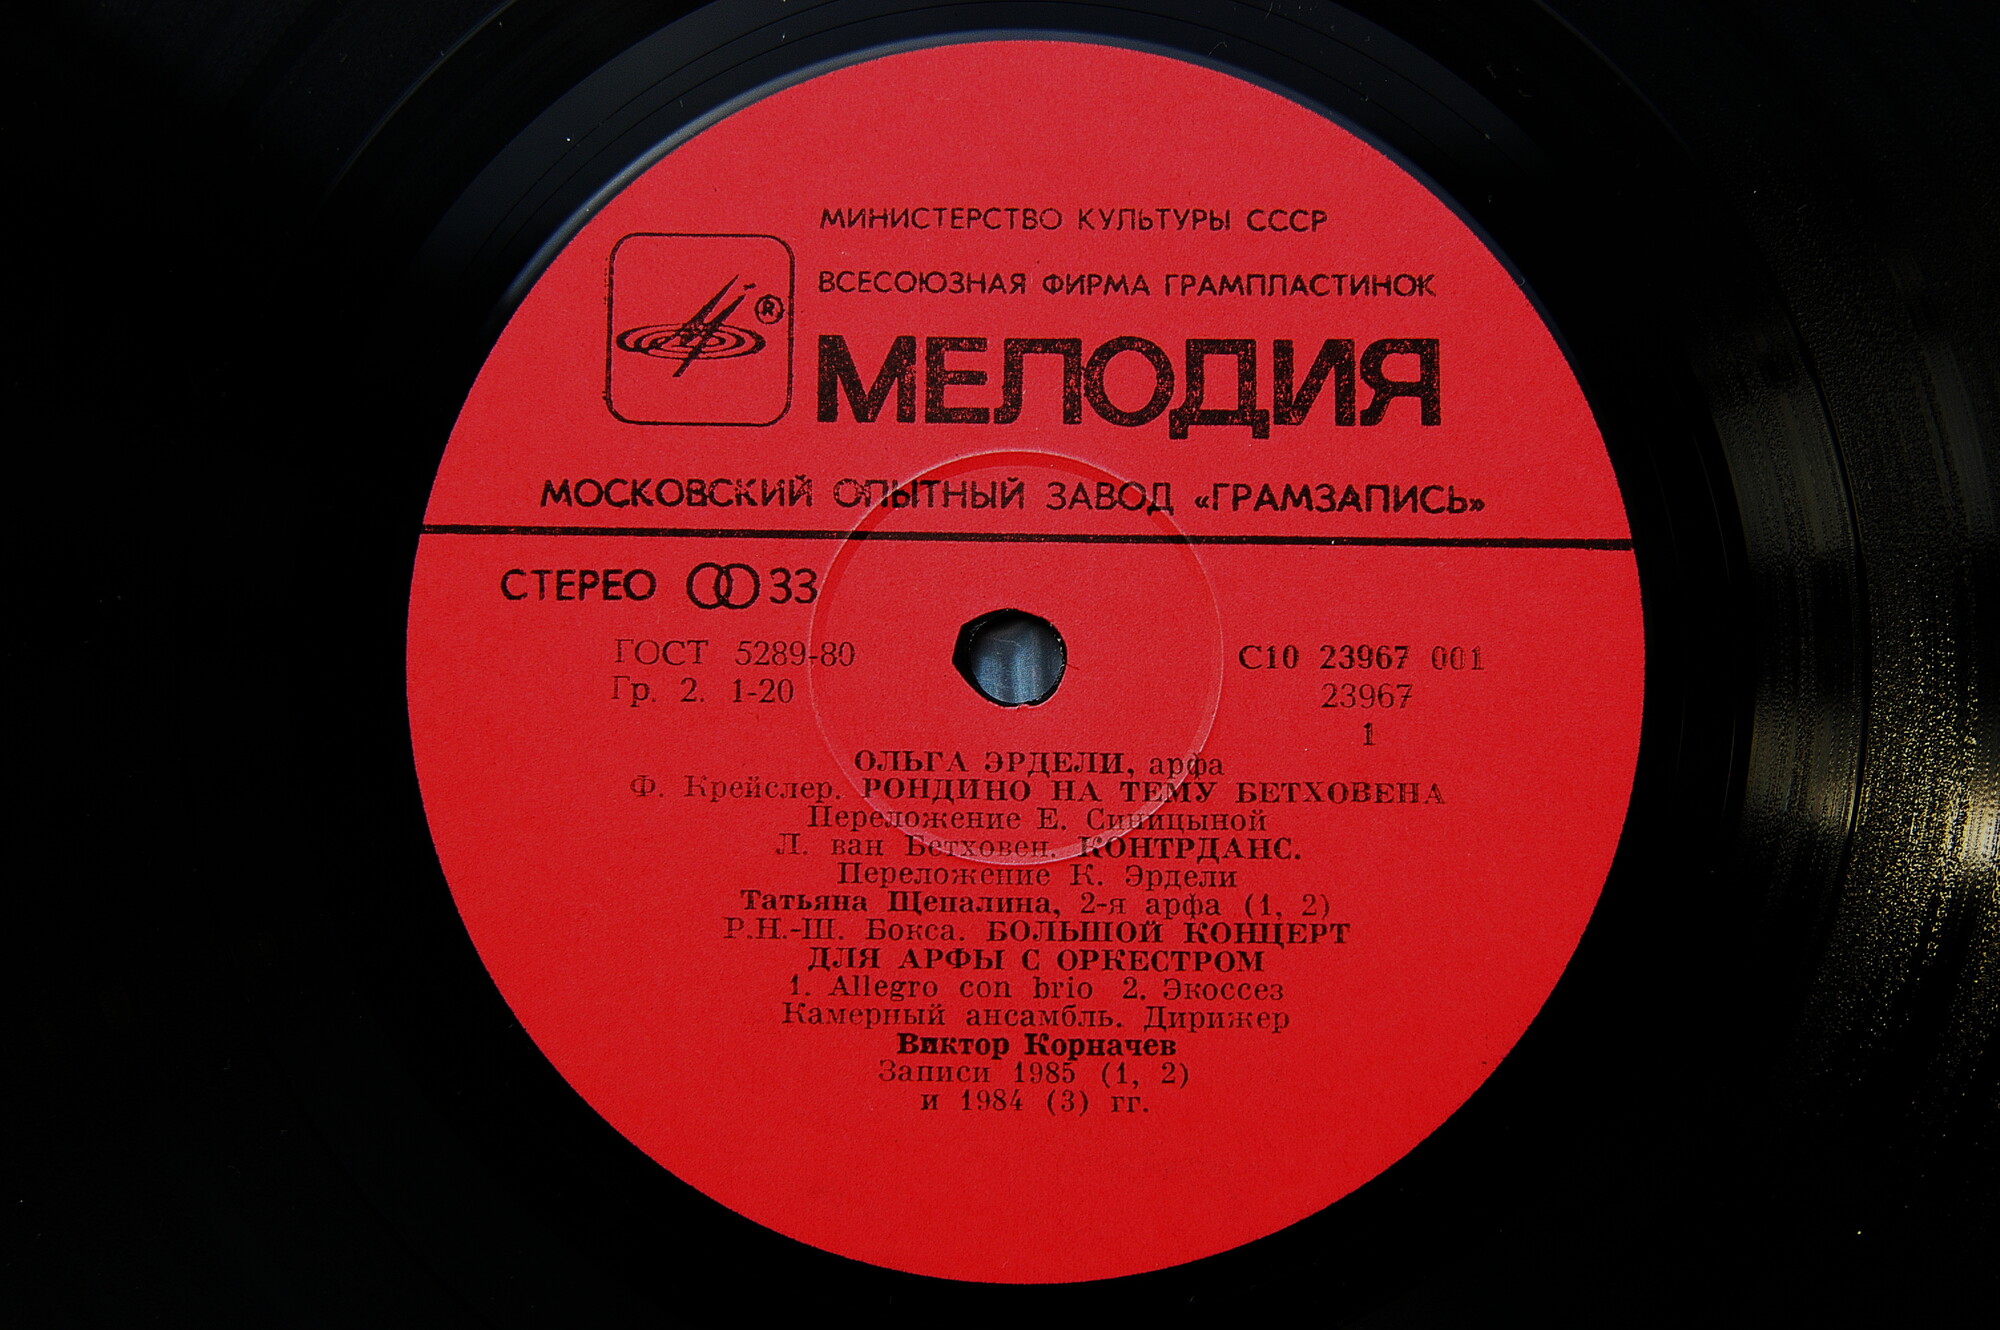 МИНИСТЕРСТВО КУЛЬТУРЫ СССР
ВСЕСОЮЗНАЯ ФИРМА ГРАМПЛАСТИНОК
®
МЕЛОДИЯ
МОСКОВСКИЙ ОПЫТНЫЙ ЗАВОД «ГРАМЗАПИСЬ»
СТЕРЕО 33
ГОСТ 5289-80
Гр. 2. 1-20
С10 23967 001
23967
1
ОЛЬГА ЭРДЕЛИ, арфа
Ф. Крейслер. РОНДИНО НА ТЕМУ БЕТХОВЕНА
Переложение Е. Синицыной
Л. ван Бетховен. КОНТРДАНС.
Переложение К. Эрдели
Татьяна Щепалина, 2-я арфа (1, 2)
Р.Н.-Ш. Бокса. БОЛЬШОЙ КОНЦЕРТ
ДЛЯ АРФЫ С ОРКЕСТРОМ
1. Allegro con brio 2. Экоссез
Камерный ансамбль. Дирижер
Виктор Корначев
Записи 1985 (1, 2)
и 1984 (3) гг.